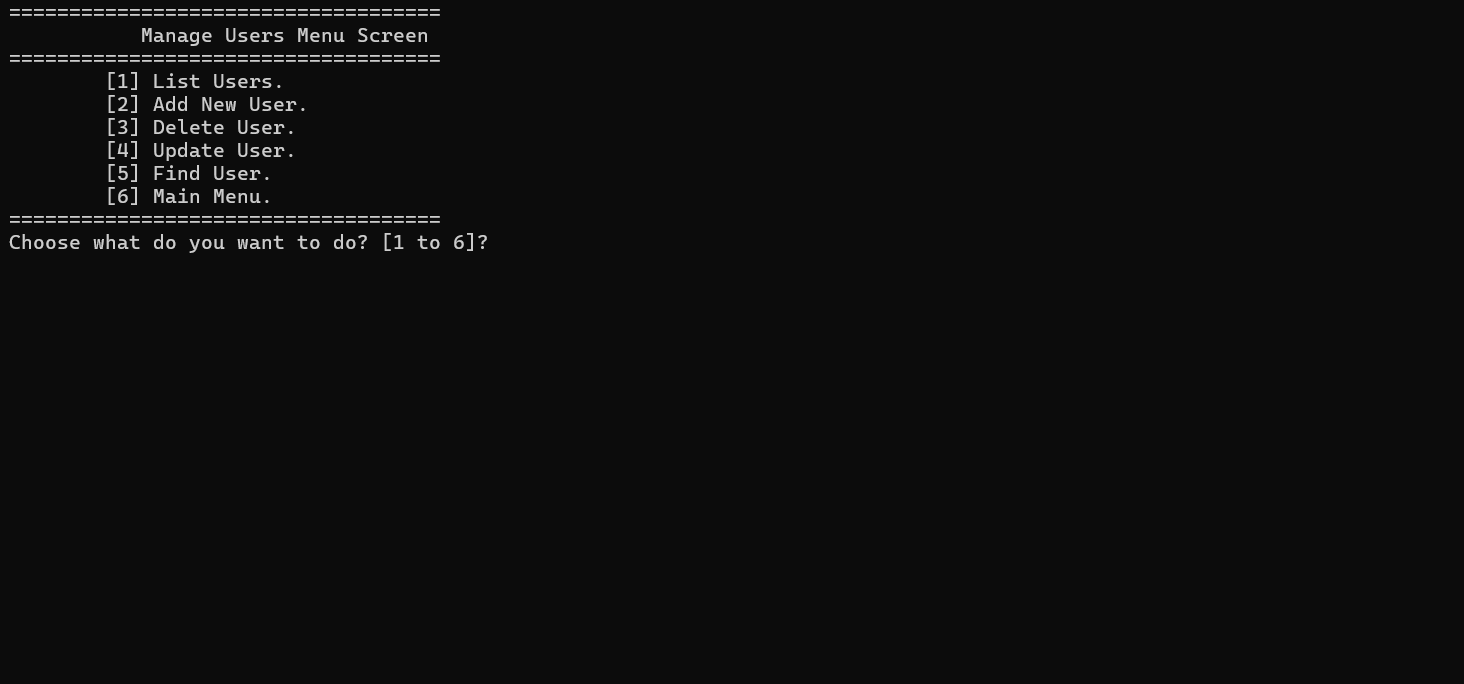 ====================================
Manage Users Menu Screen
====================================
[1] List Users.
[2] Add New User.
[3] Delete User.
[4] Update User.
[5] Find User.
[6] Main Menu.
====================================
Choose what do you want to do? [1 to 6]?